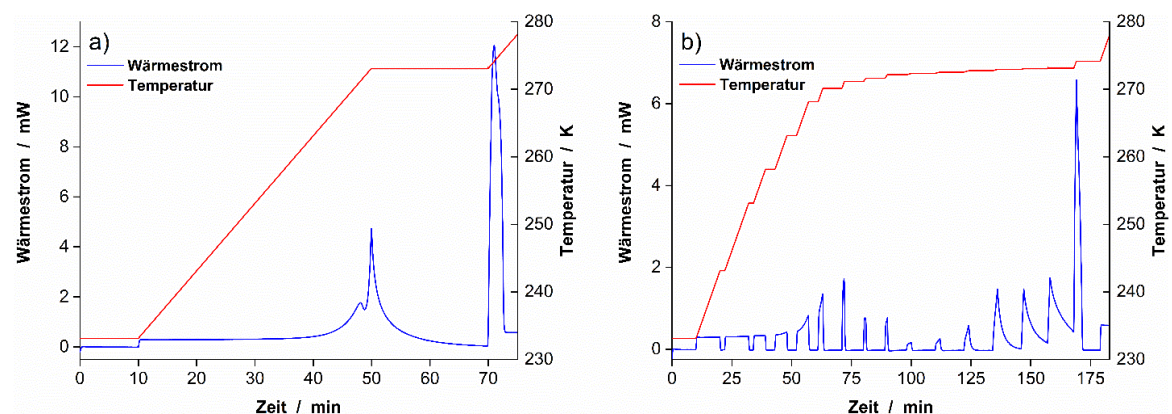 a)
Wärmestrom
Temperatur
Wärmestrom / mW
12
10
8
6
4
2
0
280
270
260
250
240
230
Temperatur / K
0 10 20 30 40 50 60 70
Zeit / min
b)
Wärmestrom
Temperatur
Wärmestrom / mW
8
6
4
2
0
280
270
260
250
240
230
Temperatur / K
0 25 50 75 100 125 150 175
Zeit / min